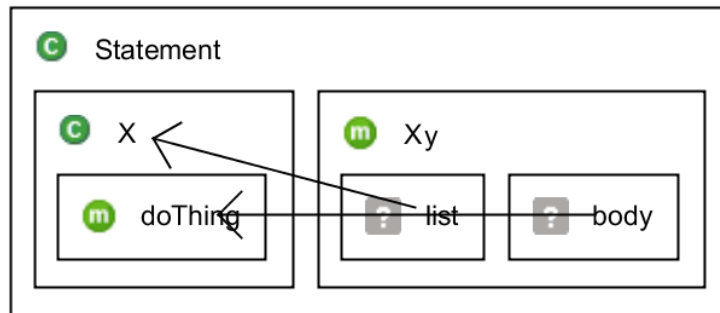 C Statement
C X
m Xy
m doThing
? list
? body